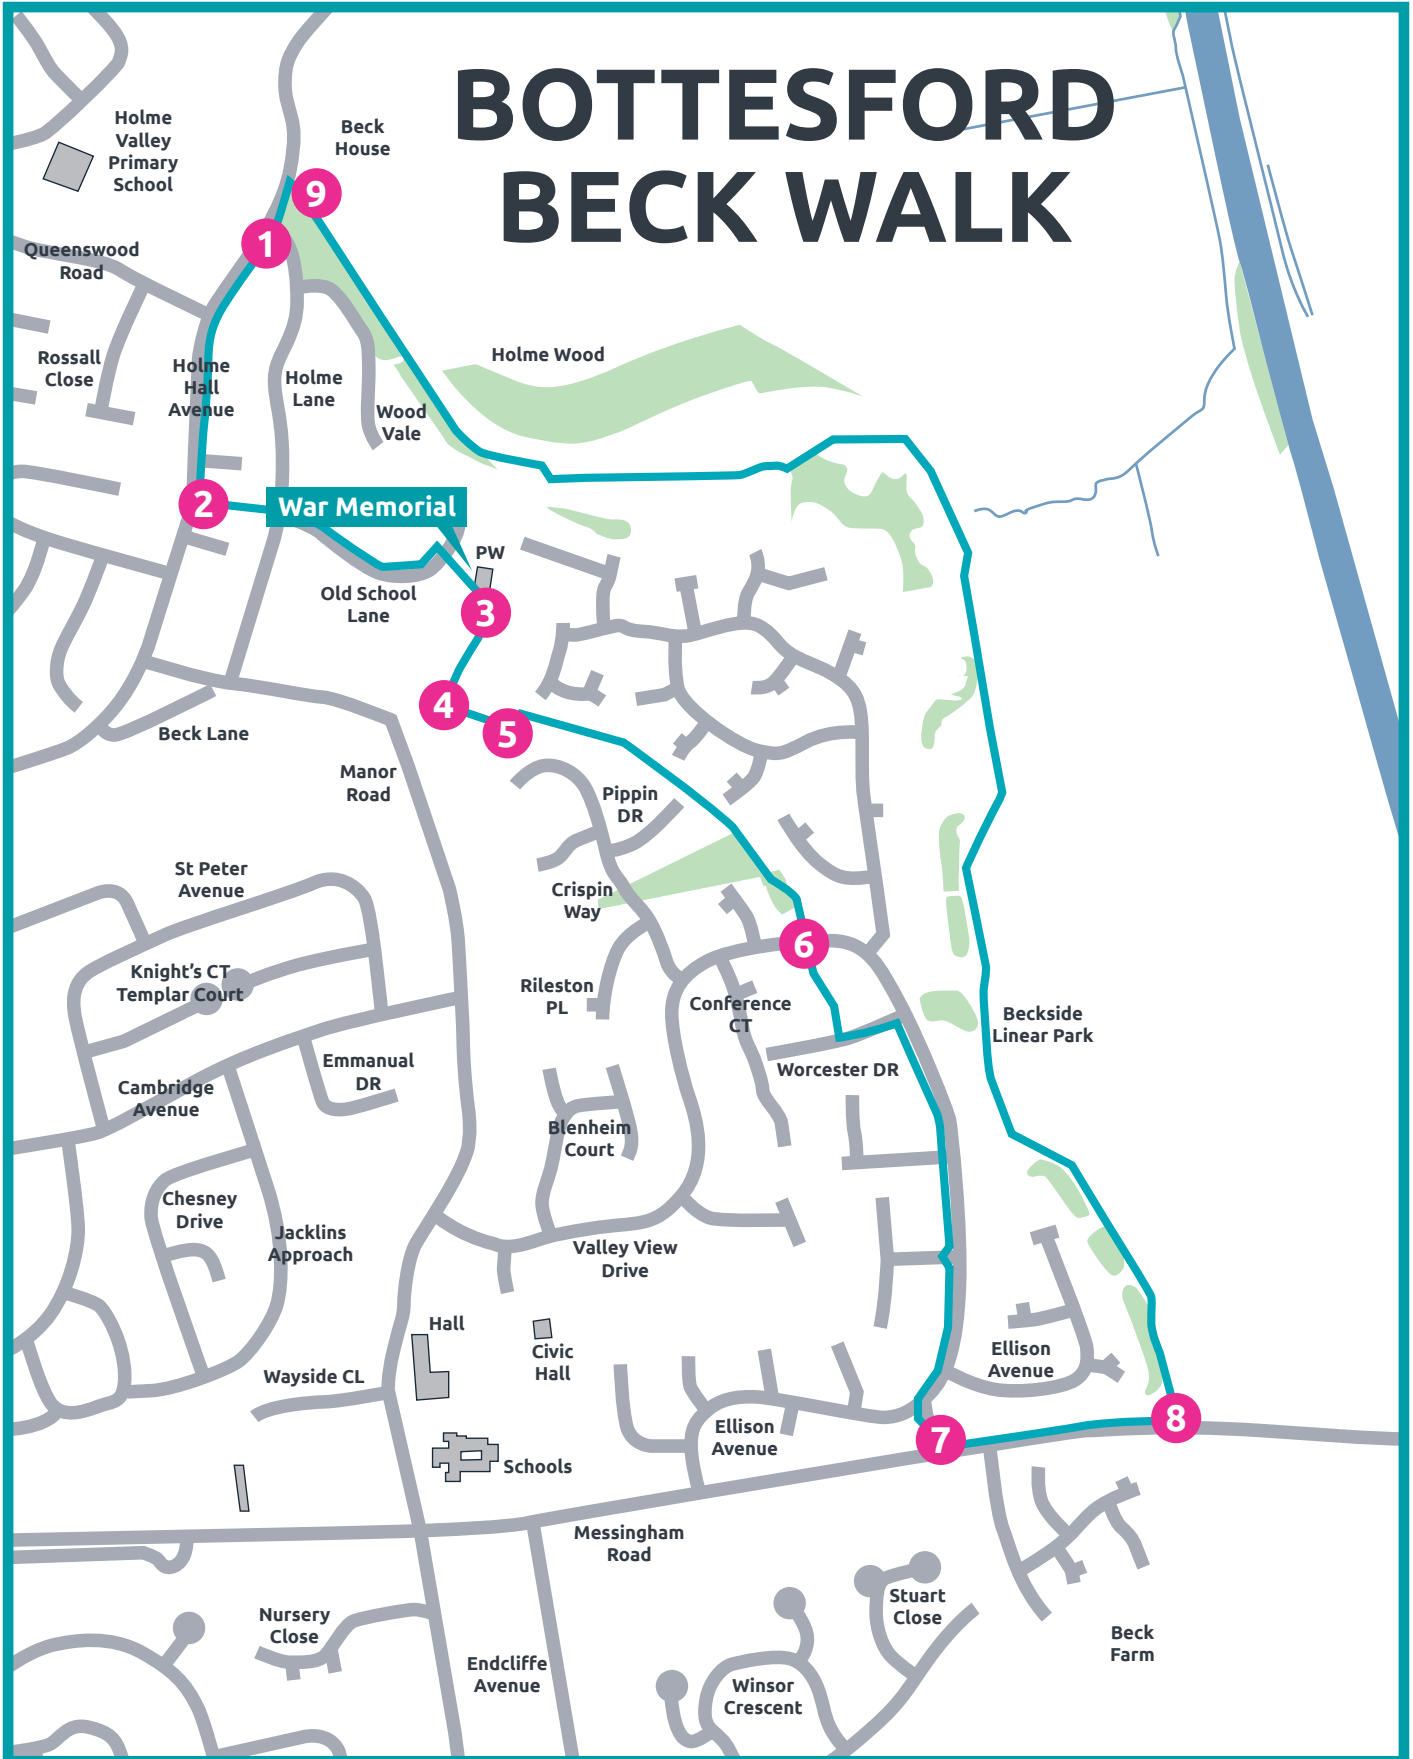 BOTTESFORD
BECK WALK
Holme
Valley
Primary
School
Beck
House
9
1
Queenswood
Road
Rossall
Close
Holme
Hall
Avenue
Holme
Lane
Wood
Vale
Holme Wood
2
War Memorial
PW
Old School
Lane
3
4
5
Beck Lane
Manor
Road
Pippin
DR
St Peter
Avenue
Crispin
Way
6
Knight's CT
Templar Court
Rileston
PL
Conference
CT
Beckside
Linear Park
Emmanual
DR
Worcester DR
Cambridge
Avenue
Blenheim
Court
Chesney
Drive
Jacklins
Approach
Valley View
Drive
Hall
Civic
Hall
Wayside CL
Ellison
Avenue
Ellison
Avenue
7
8
Schools
Messingham
Road
Nursery
Close
Stuart
Close
Beck
Farm
Endcliffe
Avenue
Winsor
Crescent